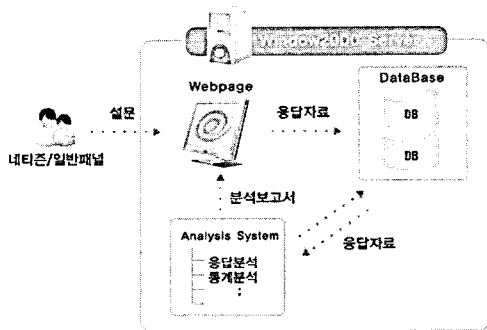 Window2000 Server
DataBase
Webpage
DB
설문
응답자료
DB
네티즌/일반패널
분석보고서
Analysis System
응답자료
응답분석
통계분석
: